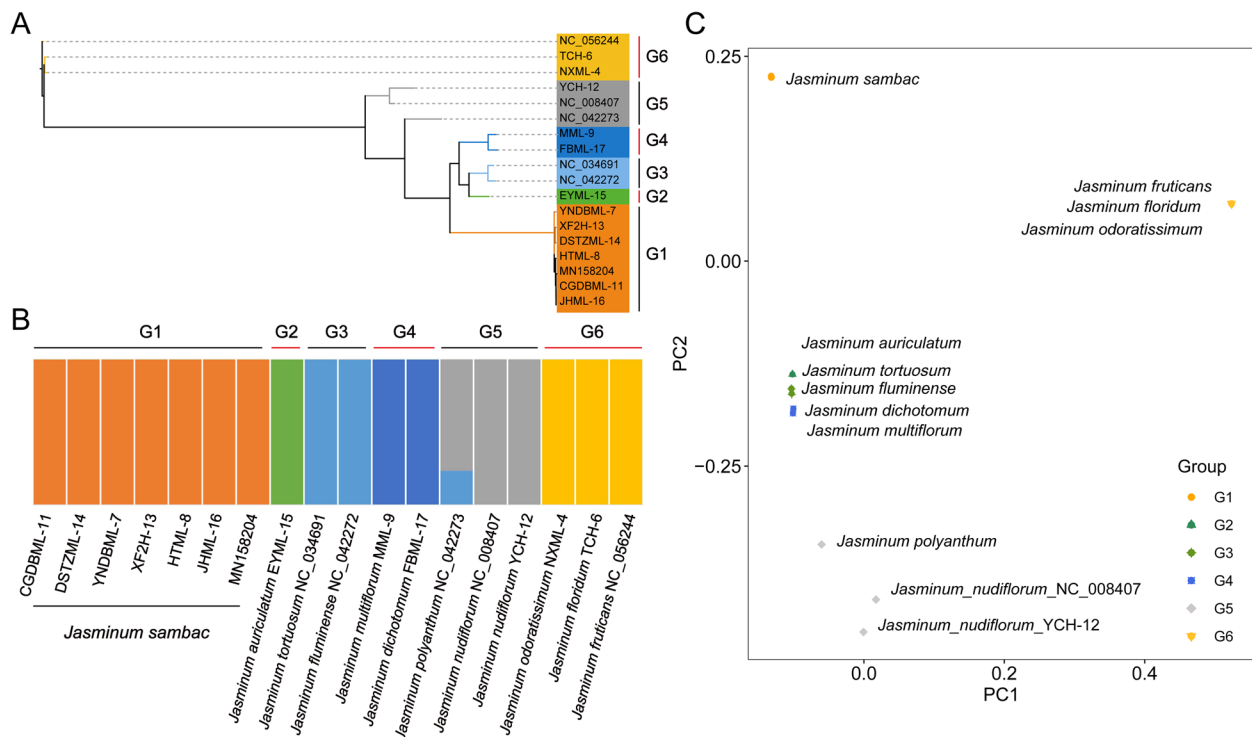 A
NC_056244
TCH-6
NXML-4
YCH-12
NC_008407
NC_042273
MML-9
FBML-17
NC_034691
NC_042272
EYML-15
YNDBML-7
XF2H-13
DSTZML-14
HTML-8
MN158204
CGDBML-11
JHML-16
G6
G5
G4
G3
G2
G1
B
G1 G2 G3 G4 G5 G6
CGDBML-11
DSTZML-14
YNDBML-7
XF2H-13
HTML-8
JHML-16
MN158204
Jasminum auriculatum EYML-15
Jasminum tortuosum NC_034691
Jasminum fluminense NC_042272
Jasminum multiflorum MML-9
Jasminum dichotomum FBML-17
Jasminum polyanthum NC_042273
Jasminum nudiflorum NC_008407
Jasminum nudiflorum YCH-12
Jasminum odoratissimum NXML-4
Jasminum floridum TCH-6
Jasminum fruticans NC_056244
Jasminum sambac
C
0.25
0.00
−0.25
PC2
Jasminum sambac
Jasminum fruticans
Jasminum floridum
Jasminum odoratissimum
Jasminum auriculatum
Jasminum tortuosum
Jasminum fluminense
Jasminum dichotomum
Jasminum multiflorum
Jasminum polyanthum
Jasminum_nudiflorum_NC_008407
Jasminum_nudiflorum_YCH-12
Group
G1
G2
G3
G4
G5
G6
0.0 0.2 0.4
PC1